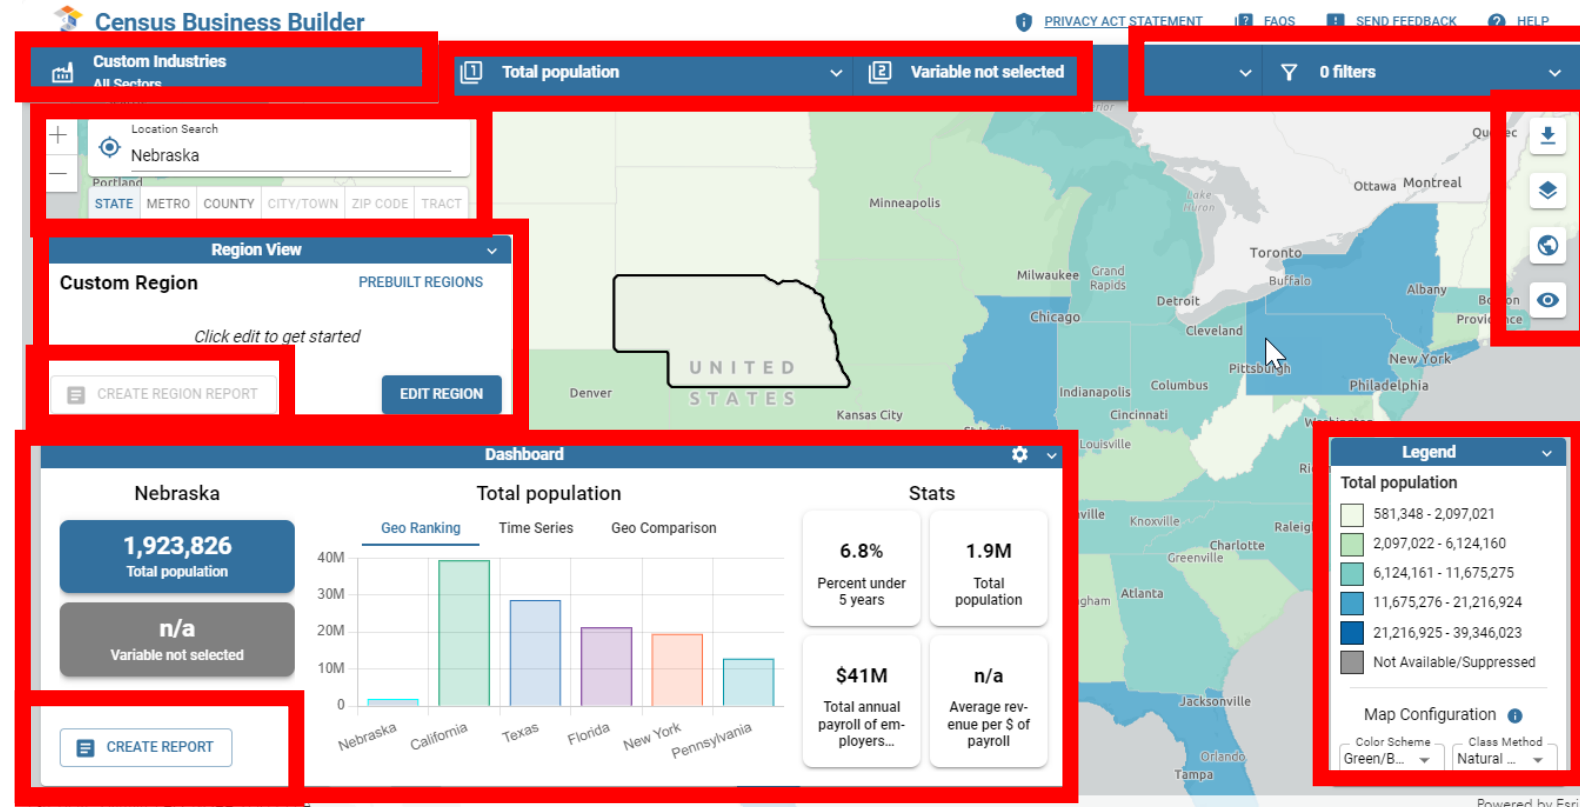 Census Business Builder
PRIVACY ACT STATEMENT
FAQS
SEND FEEDBACK
HELP
Custom Industries
All Sectors
1
Total population
2
Variable not selected
0 filters
Location Search
Nebraska
Portland
STATE METRO COUNTY CITY/TOWN ZIP CODE TRACT
Region View
Custom Region
PREBUILT REGIONS
Click edit to get started
CREATE REGION REPORT
EDIT REGION
Minneapolis
Lake
Huron
Ottawa
Montreal
Toronto
Buffalo
Milwaukee
Grand
Rapids
Detroit
Chicago
Cleveland
Albany
New York
Pittsburgh
Philadelphia
UNITED
STATES
Denver
Kansas City
Indianapolis
Columbus
Cincinnati
Louisville
Knoxville
Charlotte
Greenville
Atlanta
Jacksonville
Orlando
Tampa
Dashboard
Nebraska
1,923,826
Total population
n/a
Variable not selected
CREATE REPORT
Total population
Geo Ranking
Time Series
Geo Comparison
40M
30M
20M
10M
0
Nebraska
California
Texas
Florida
New York
Pennsylvania
Stats
6.8%
Percent under
5 years
1.9M
Total
population
$41M
Total annual
payroll of em-
ployers...
n/a
Average rev-
enue per $ of
payroll
Legend
Total population
581,348 - 2,097,021
2,097,022 - 6,124,160
6,124,161 - 11,675,275
11,675,276 - 21,216,924
21,216,925 - 39,346,023
Not Available/Suppressed
Map Configuration
Color Scheme
Green/B...
Class Method
Natural ...
Powered by Esri